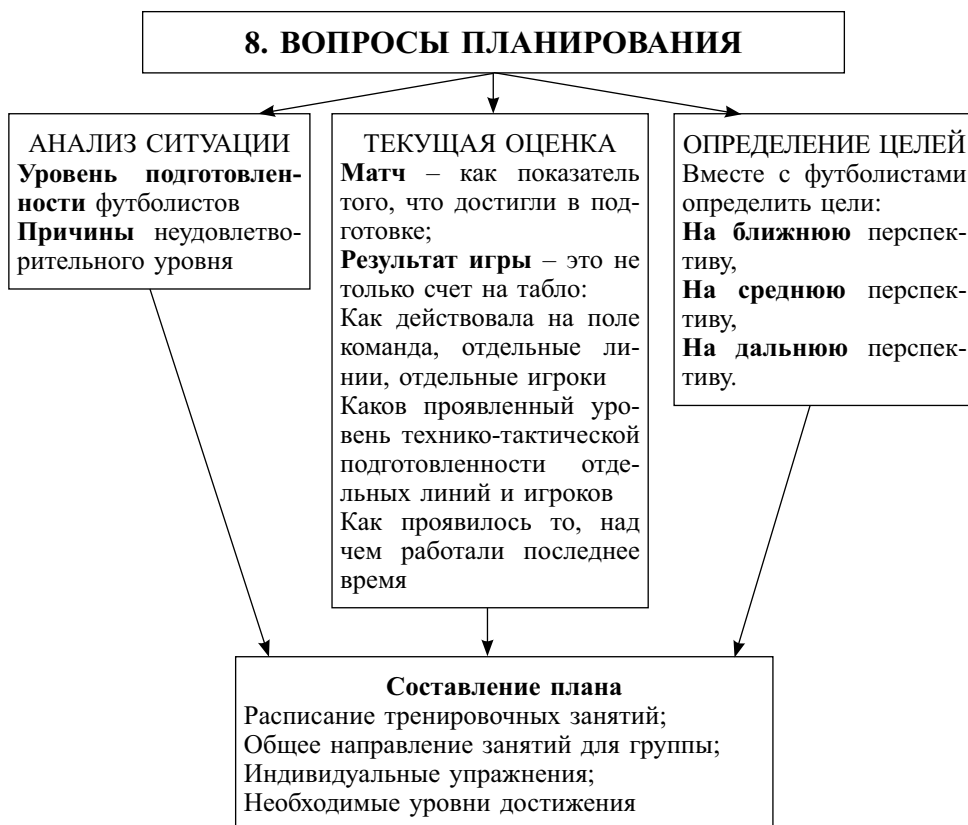 8. ВОПРОСЫ ПЛАНИРОВАНИЯ
АНАЛИЗ СИТУАЦИИ
Уровень подготовлен-
ности футболистов
Причины неудовлетво-
рительного уровня
ТЕКУЩАЯ ОЦЕНКА
Матч – как показатель
того, что достигли в под-
готовке;
Результат игры – это не
только счет на табло:
Как действовала на поле
команда, отдельные ли-
нии, отдельные игроки
Каков проявленный уро-
вень технико-тактической
подготовленности отде-
льных линий и игроков
Как проявилось то, над
чем работали последнее
время
ОПРЕДЕЛЕНИЕ ЦЕЛЕЙ
Вместе с футболистами
определить цели:
На ближнюю перспек-
тиву,
На среднюю перспек-
тиву,
На дальнюю перспек-
тиву.
Составление плана
Расписание тренировочных занятий;
Общее направление занятий для группы;
Индивидуальные упражнения;
Необходимые уровни достижения